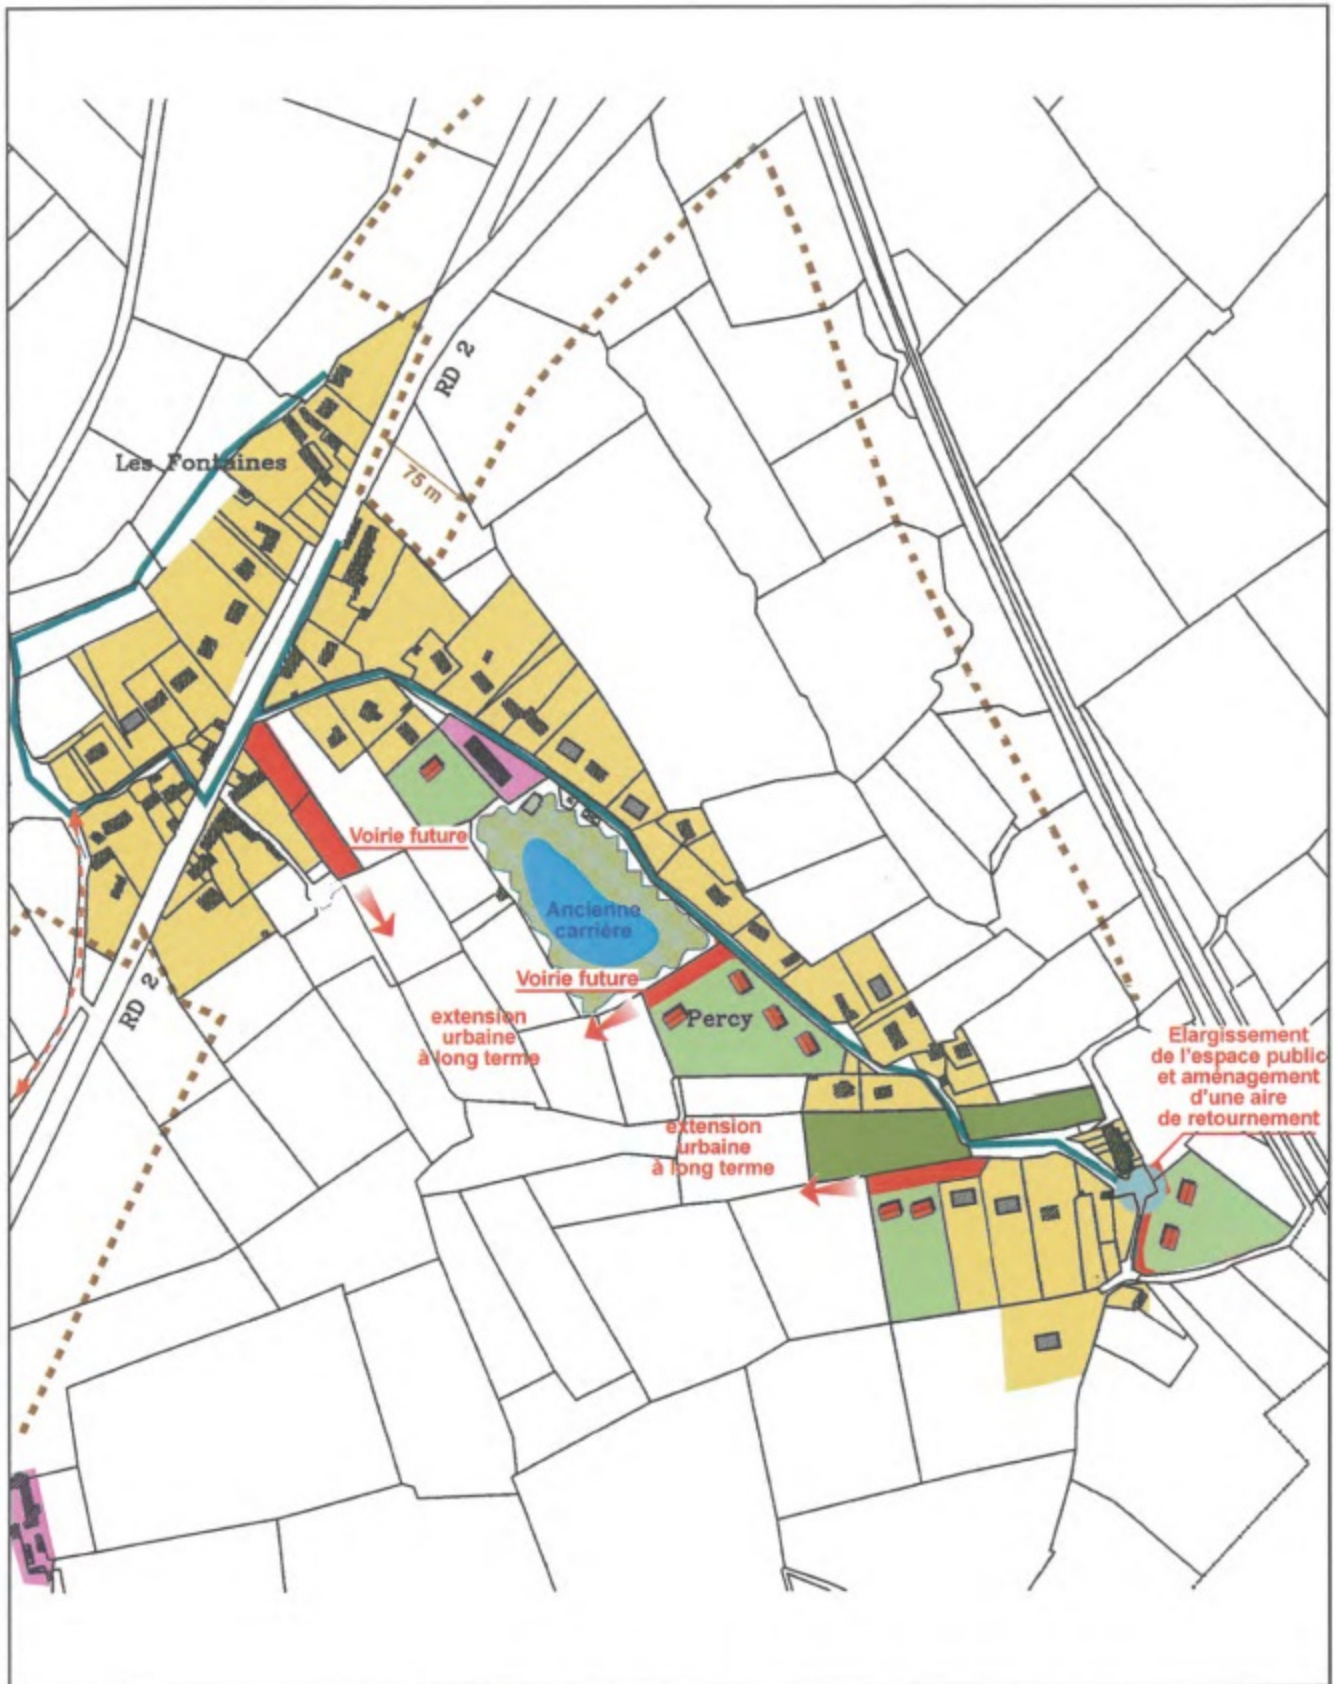 RD 2
Les Fontaines
75 m
Voirie future
Ancienne
carrière
Voirie future
RD 2
extension
urbaine
à long terme
Percy
Elargissement
de l'espace public
et aménagement
d'une aire
de retournement
extension
urbaine
à long terme